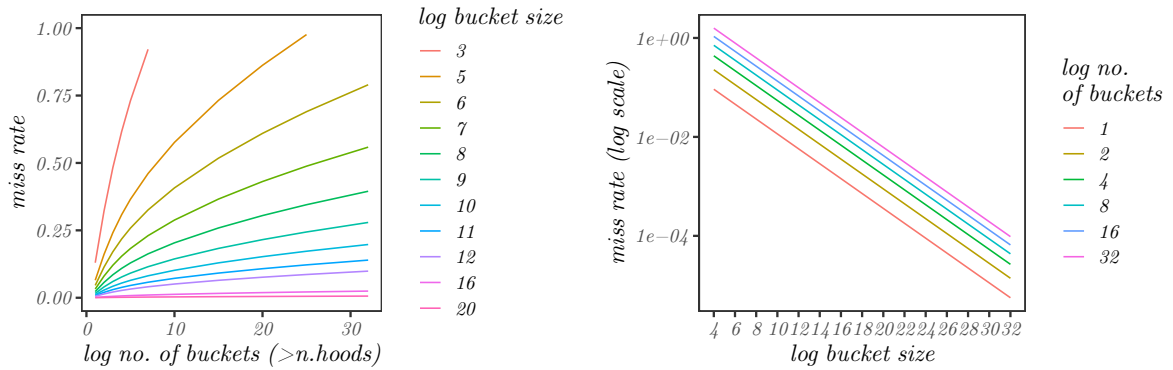 log bucket size
3
5
6
7
8
9
10
11
12
16
20
1.00
0.75
0.50
0.25
0.00
miss rate
0 10 20 30
log no. of buckets (>n.hoods)
1e+00
1e−02
1e−04
miss rate (log scale)
4 6 8 10 12 14 16 18 20 22 24 26 28 30 32
log bucket size
log no.
of buckets
1
2
4
8
16
32